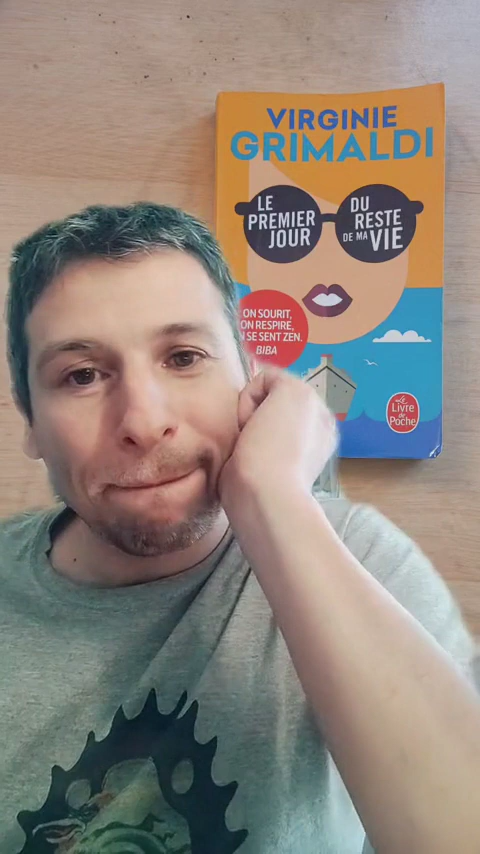 VIRGINIE
GRIMALDI
LE
PREMIER
JOUR
DU
RESTE
DE MA VIE
ON SOURIT,
ON RESPIRE,
N SE SENT ZEN.
BIBA
Le
Livre
de
Poche